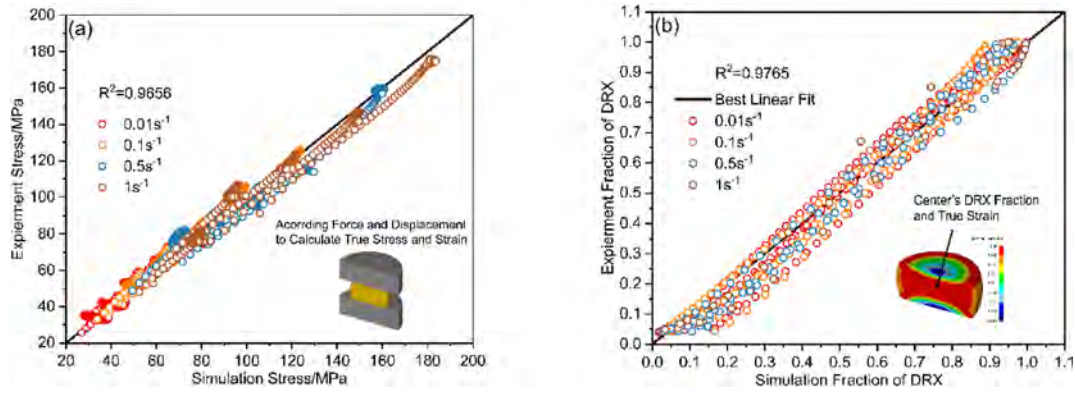 (a)
R²=0.9656
0.01s⁻¹
0.1s⁻¹
0.5s⁻¹
1s⁻¹
Acorrding Force and Displacement
to Calculate True Stress and Strain
Expierment Stress/MPa
200
180
160
140
120
100
80
60
40
20
20 40 60 80 100 120 140 160 180 200
Simulation Stress/MPa
(b)
R²=0.9765
Best Linear Fit
0.01s⁻¹
0.1s⁻¹
0.5s⁻¹
1s⁻¹
Center's DRX Fraction
and True Strain
Expierment Fraction of DRX
1.1
1.0
0.9
0.8
0.7
0.6
0.5
0.4
0.3
0.2
0.1
0.0
0.0 0.1 0.2 0.3 0.4 0.5 0.6 0.7 0.8 0.9 1.0 1.1
Simulation Fraction of DRX